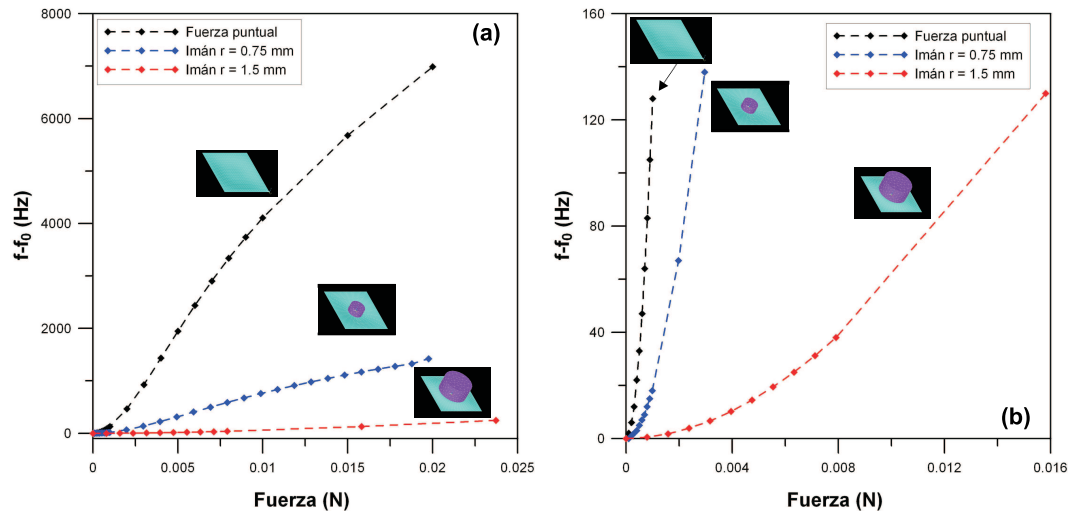 (a)
Fuerza puntual
Imán r = 0.75 mm
Imán r = 1.5 mm
f-f0 (Hz)
8000
6000
4000
2000
0
0 0.005 0.01 0.015 0.02 0.025
Fuerza (N)
Fuerza puntual
Imán r = 0.75 mm
Imán r = 1.5 mm
f-f0 (Hz)
160
120
80
40
0
(b)
0 0.004 0.008 0.012 0.016
Fuerza (N)